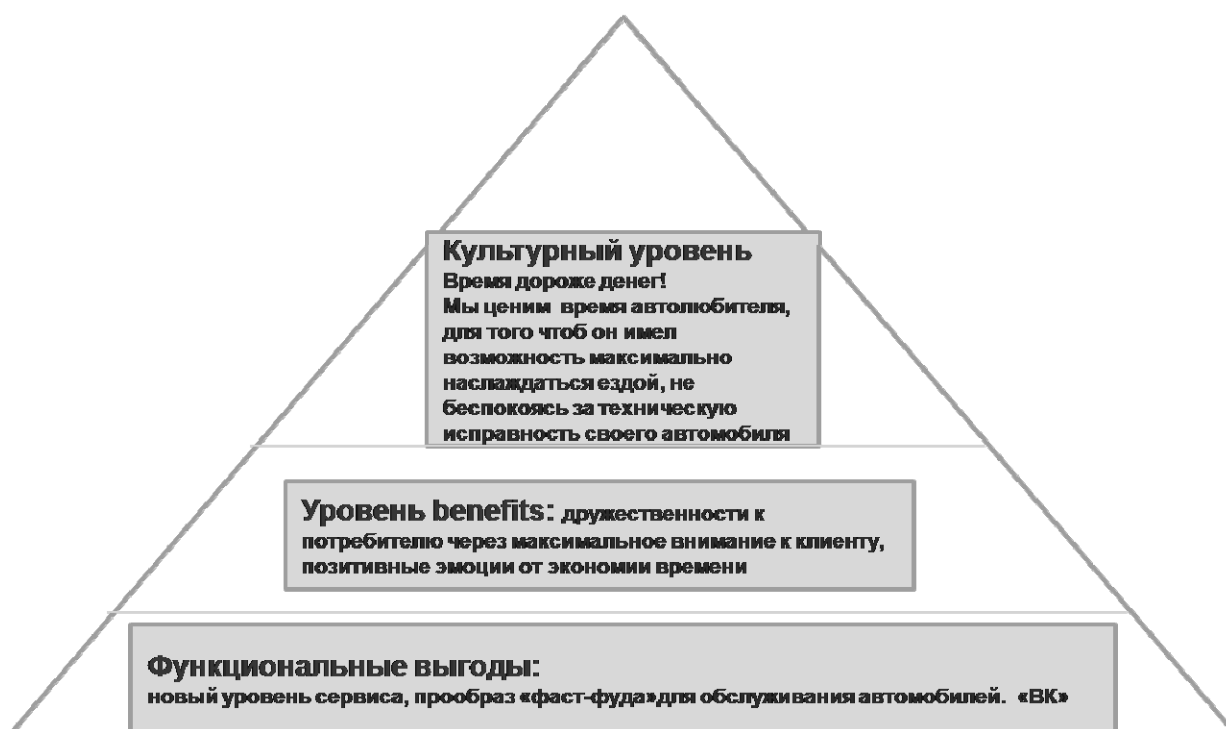 Культурный уровень
Время дороже денег!
Мы ценим время автолюбителя,
для того чтоб он имел
возможность максимально
наслаждаться ездой, не
беспокоясь за техническую
исправность своего автомобиля
Уровень benefits: дружественности к
потребителю через максимальное внимание к клиенту,
позитивные эмоции от экономии времени
Функциональные выгоды:
новый уровень сервиса, прообраз «фаст-фуда»для обслуживания автомобилей. «ВК»